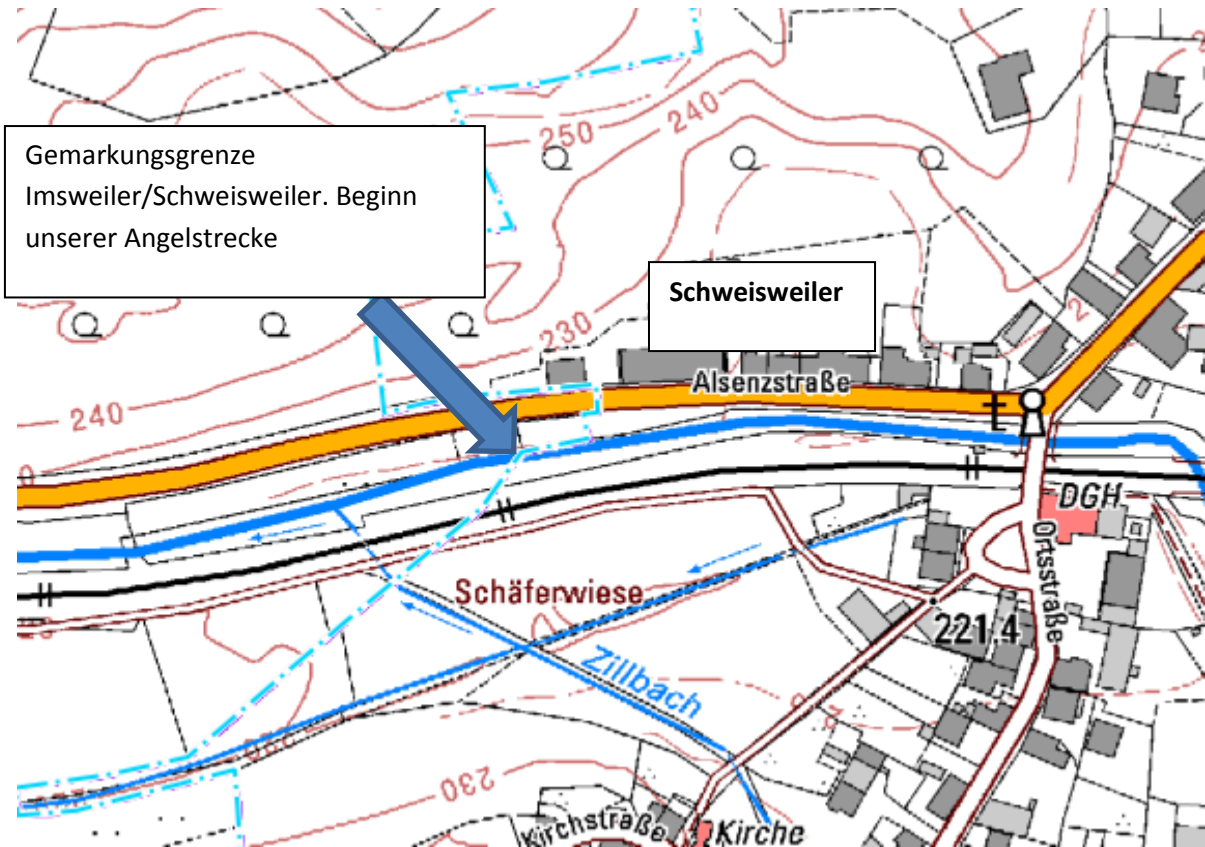 250
240
Gemarkungsgrenze
Imsweiler/Schweisweiler. Beginn
unserer Angelstrecke
Schweisweiler
230
240
Alsenzstraße
DGH
Ortsstraße
Schäferwiese
221,4
Zillbach
230
Kirchstraße
Kirche